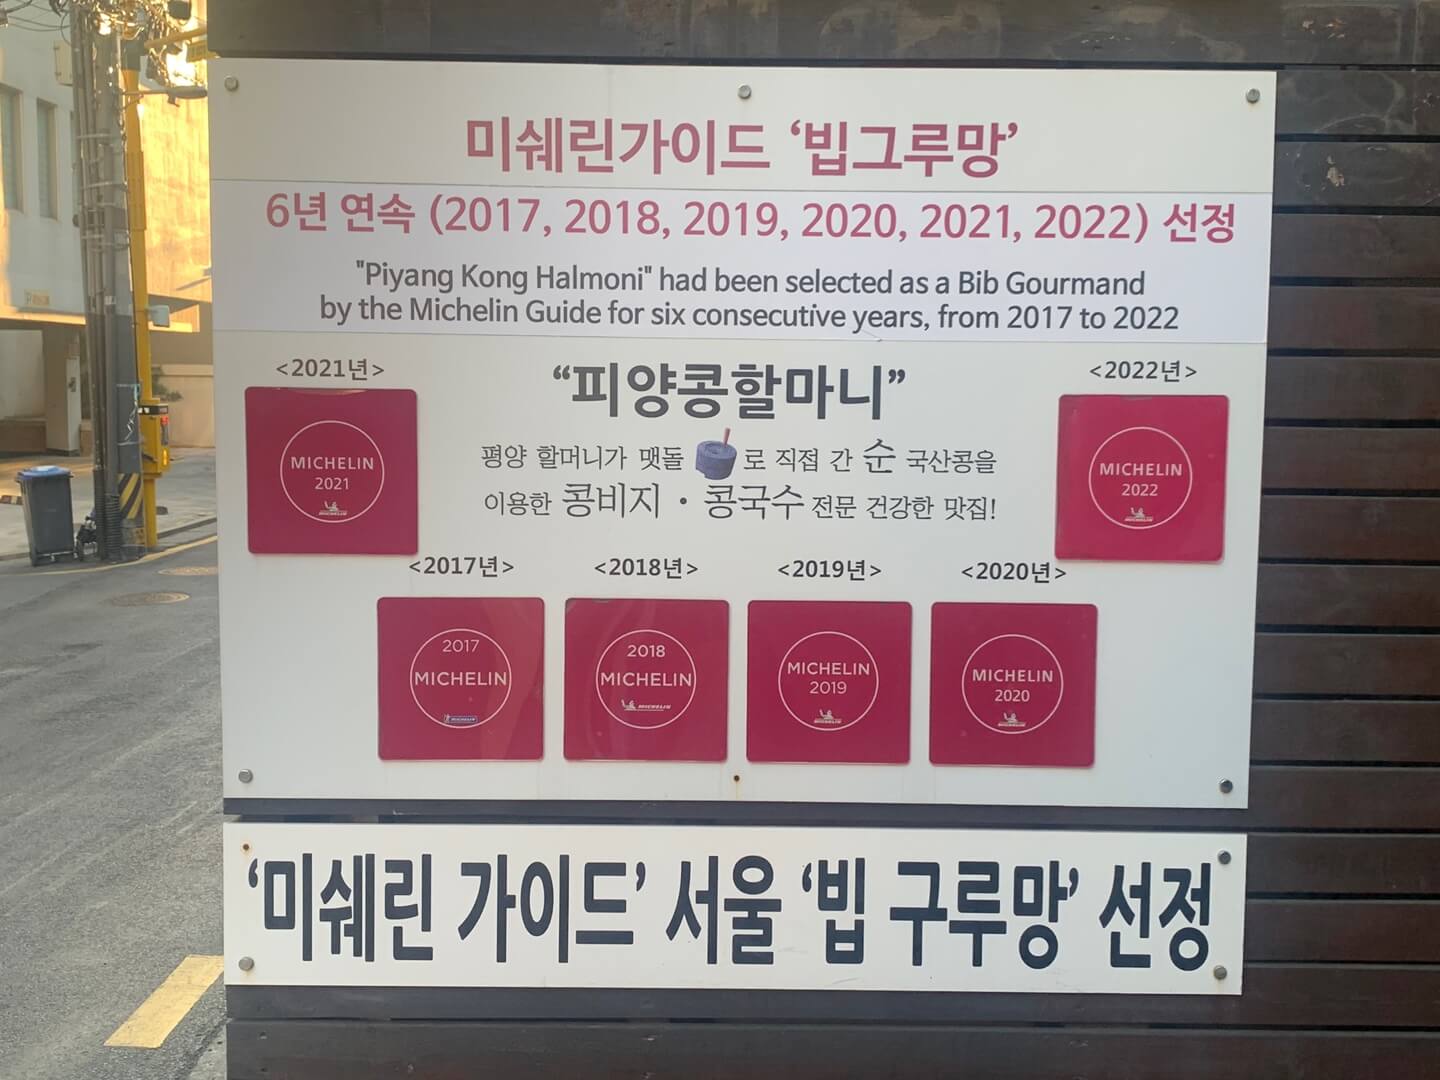 미쉐린가이드 ‘빕그루망’
6년 연속 (2017, 2018, 2019, 2020, 2021, 2022) 선정
"Piyang Kong Halmoni" had been selected as a Bib Gourmand
by the Michelin Guide for six consecutive years, from 2017 to 2022
<2021년>
MICHELIN
2021
MICHELIN
“피양콩할마니”
평양 할머니가 맷돌 로 직접 간 순 국산콩을
이용한 콩비지 · 콩국수 전문 건강한 맛집!
<2022년>
MICHELIN
2022
MICHELIN
<2017년>
2017
MICHELIN
MICHELIN
<2018년>
2018
MICHELIN
MICHELIN
<2019년>
MICHELIN
2019
MICHELIN
<2020년>
MICHELIN
2020
MICHELIN
‘미쉐린 가이드’ 서울 ‘빕 구루망’ 선정